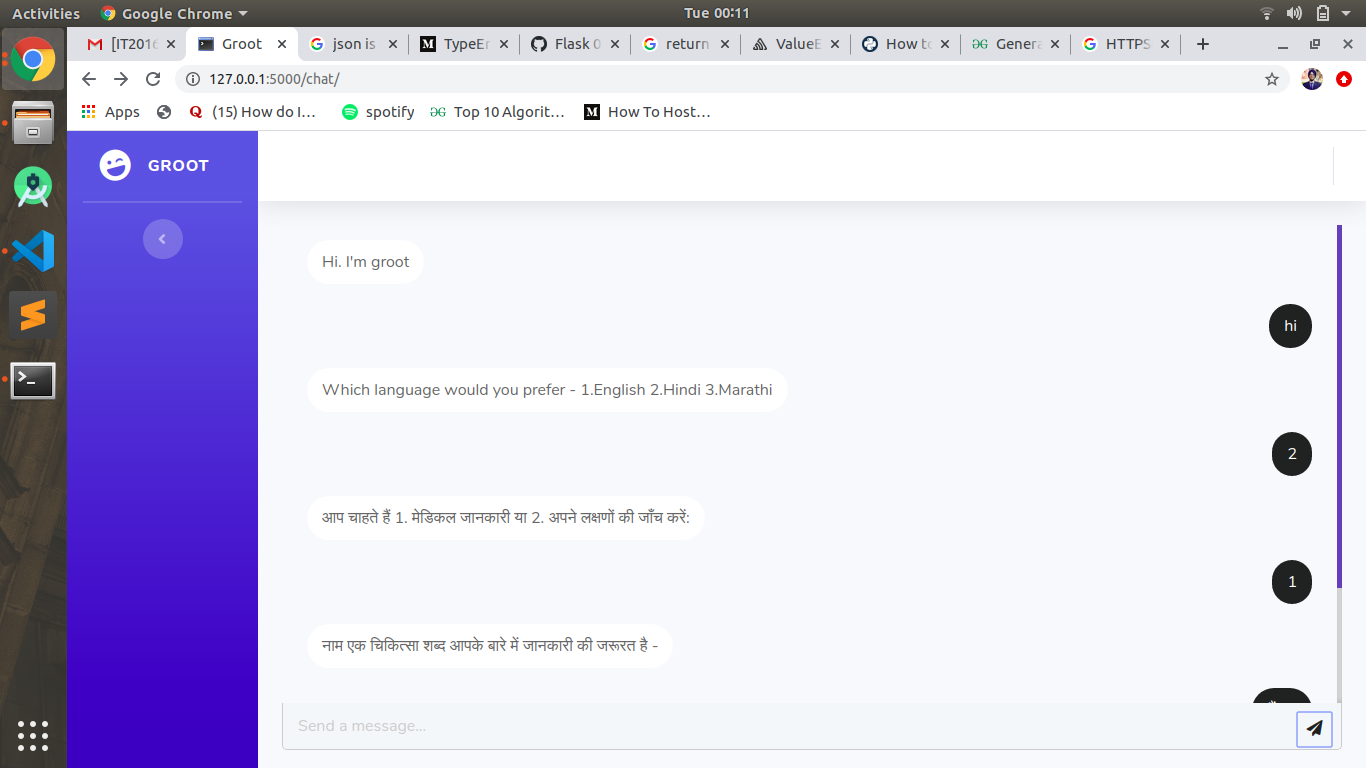 Activities
Google Chrome
Tue 00:11
[IT2016
Groot
json is
TypeEr
Flask 0
return
ValueE
How to
Genera
HTTPS
127.0.0.1:5000/chat/
Apps
(15) How do I...
spotify
Top 10 Algorit...
How To Host...
GROOT
Hi. I'm groot
hi
Which language would you prefer - 1.English 2.Hindi 3.Marathi
2
आप चाहते हैं 1. मेडिकल जानकारी या 2. अपने लक्षणों की जाँच करें:
1
नाम एक चिकित्सा शब्द आपके बारे में जानकारी की जरूरत है -
Send a message...